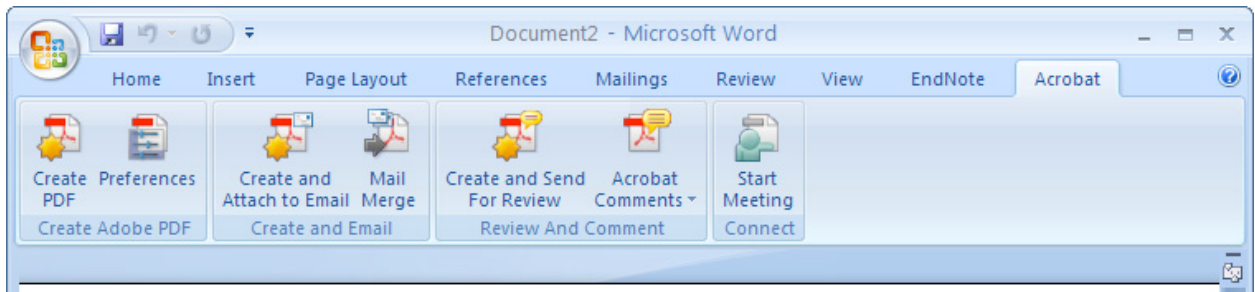 Document2 - Microsoft Word
Home Insert Page Layout References Mailings Review View EndNote Acrobat
Create PDF
Preferences
Create and Attach to Email
Mail Merge
Create and Send For Review
Acrobat Comments
Start Meeting
Create Adobe PDF
Create and Email
Review And Comment
Connect